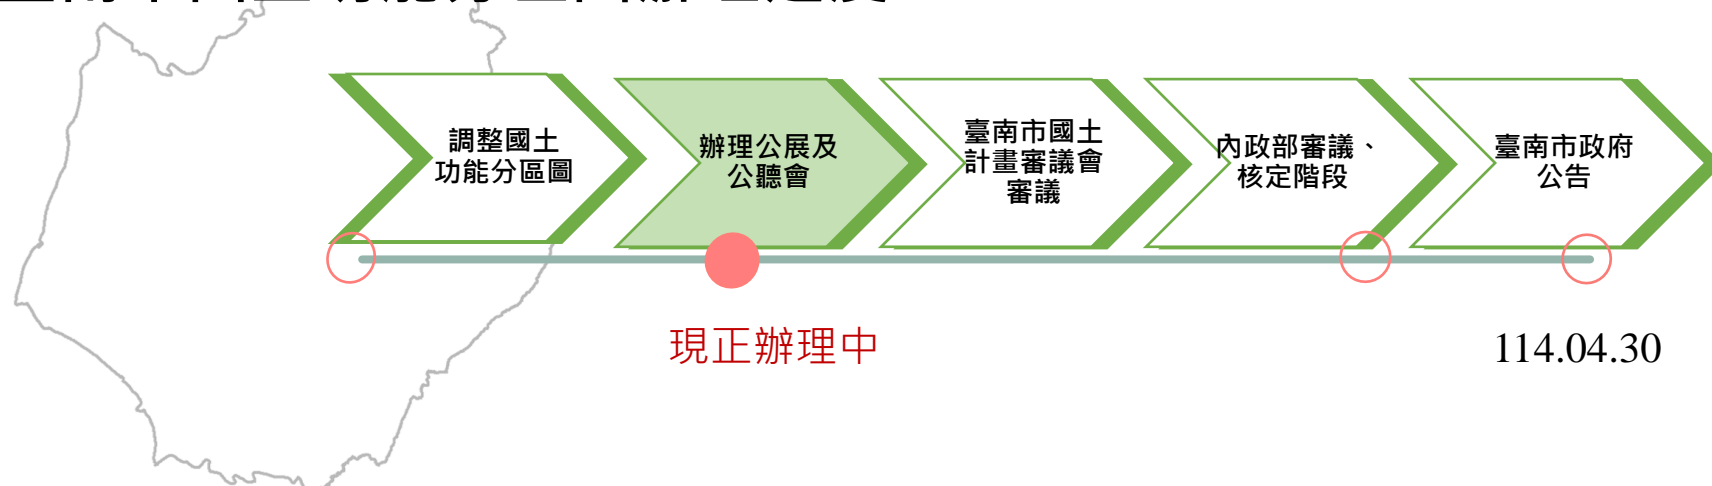 調整國土
功能分區圖
辦理公展及
公聽會
臺南市國土
計畫審議會
審議
內政部審議、
核定階段
臺南市政府
公告
現正辦理中
114.04.30